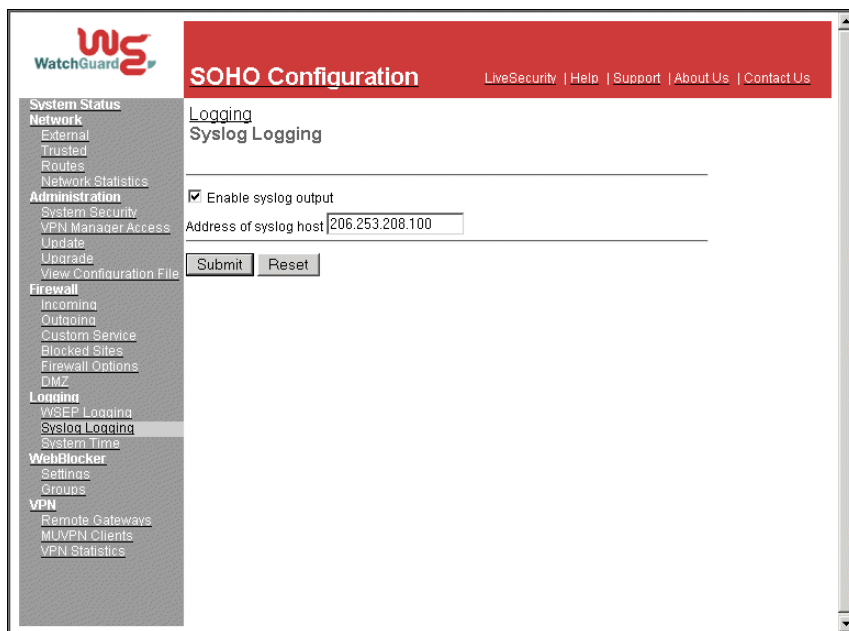 WatchGuard
SOHO Configuration
LiveSecurity | Help | Support | About Us | Contact Us
System Status
Network
External
Trusted
Routes
Network Statistics
Administration
System Security
VPN Manager Access
Update
Upgrade
View Configuration File
Firewall
Incoming
Outgoing
Custom Service
Blocked Sites
Firewall Options
DMZ
Logging
WSEP Logging
Syslog Logging
System Time
WebBlocker
Settings
Groups
VPN
Remote Gateways
MUVPN Clients
VPN Statistics
Logging
Syslog Logging
Enable syslog output
Address of syslog host 206.253.208.100
Submit Reset